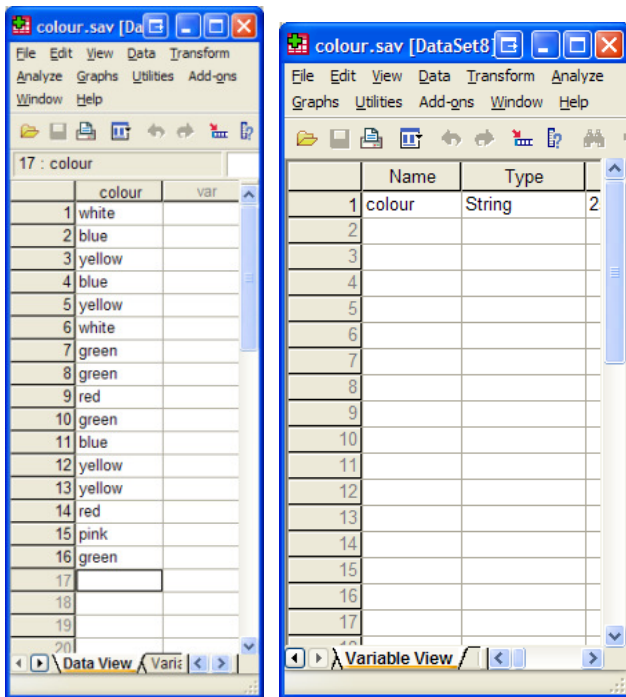 colour.sav [Da
File Edit View Data Transform
Analyze Graphs Utilities Add-ons
Window Help
17 : colour
colour var
1 white
2 blue
3 yellow
4 blue
5 yellow
6 white
7 green
8 green
9 red
10 green
11 blue
12 yellow
13 yellow
14 red
15 pink
16 green
17
18
19
20
Data View Varia
colour.sav [DataSet8]
File Edit View Data Transform Analyze
Graphs Utilities Add-ons Window Help
Name Type
1 colour String 2
2
3
4
5
6
7
8
9
10
11
12
13
14
15
16
17
Variable View